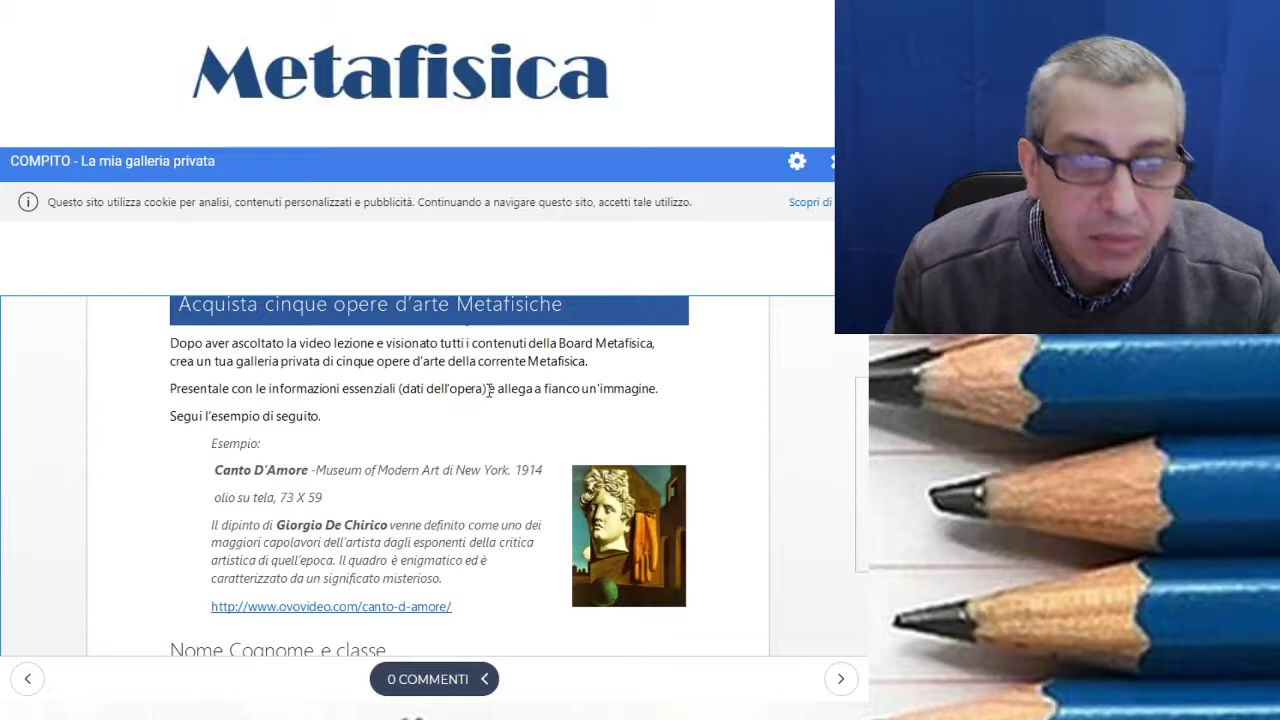 Metafisica
COMPITO - La mia galleria privata
Questo sito utilizza cookie per analisi, contenuti personalizzati e pubblicità. Continuando a navigare questo sito, accetti tale utilizzo.
Scopri di
Acquista cinque opere d'arte Metafisiche
Dopo aver ascoltato la video lezione e visionato tutti i contenuti della Board Metafisica,
crea un tua galleria privata di cinque opere d'arte della corrente Metafisica.
Presentale con le informazioni essenziali (dati dell'opera) e allega a fianco un'immagine.
Segui l'esempio di seguito.
Esempio:
Canto D'Amore -Museum of Modern Art di New York. 1914
olio su tela, 73 X 59
Il dipinto di Giorgio De Chirico venne definito come uno dei
maggiori capolavori dell'artista dagli esponenti della critica
artistica di quell'epoca. Il quadro è enigmatico ed è
caratterizzato da un significato misterioso.
http://www.ovovideo.com/canto-d-amore/
Nome Cognome e classe
0 COMMENTI